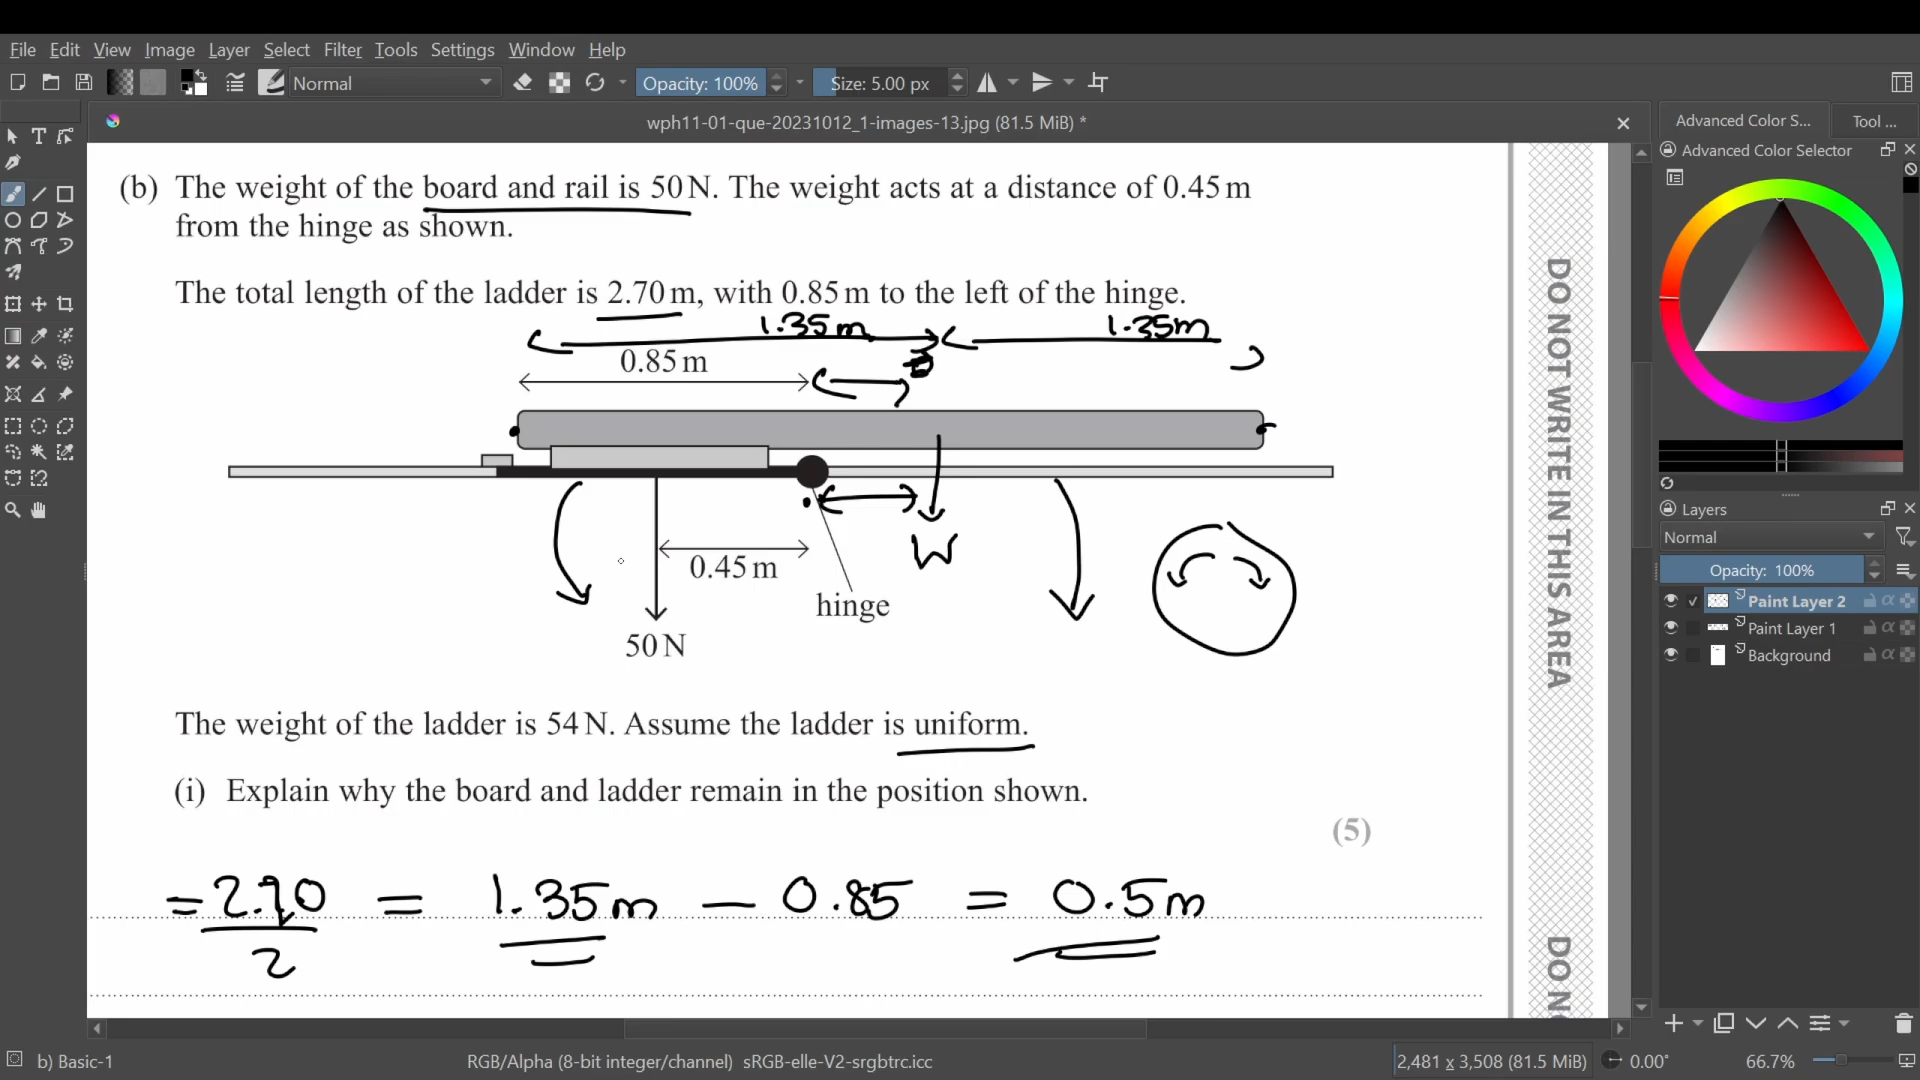 File Edit View Image Layer Select Filter Tools Settings Window Help
Normal Opacity: 100% Size: 5.00 px
wph11-01-que-20231012_1-images-13.jpg (81.5 MiB) *
Advanced Color S... Tool ...
Advanced Color Selector
(b) The weight of the board and rail is 50 N. The weight acts at a distance of 0.45 m
from the hinge as shown.
The total length of the ladder is 2.70 m, with 0.85 m to the left of the hinge.
1.35m 1.35m
0.85 m
W
0.45 m
hinge
50 N
The weight of the ladder is 54 N. Assume the ladder is uniform.
(i) Explain why the board and ladder remain in the position shown.
(5)
= 2.70 = 1.35m - 0.85 = 0.5m
2
DO NOT WRITE IN THIS AREA
DO N
Layers
Normal
Opacity: 100%
Paint Layer 2
Paint Layer 1
Background
b) Basic-1
RGB/Alpha (8-bit integer/channel) sRGB-elle-V2-srgbtrc.icc
2,481 x 3,508 (81.5 MiB)
0.00°
66.7%